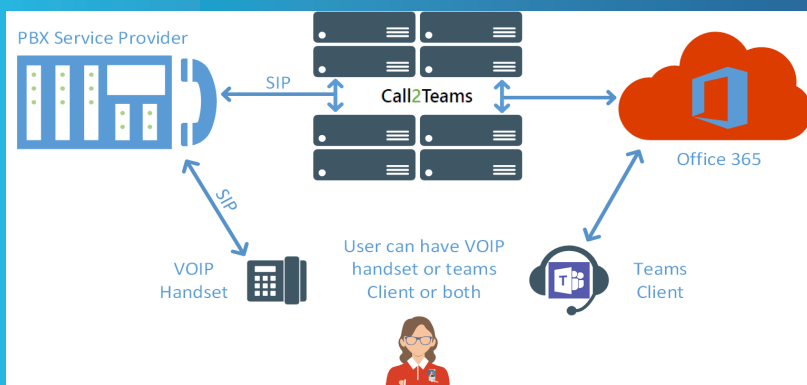 PBX Service Provider
SIP
Call2Teams
Office 365
SIP
VOIP
Handset
User can have VOIP
handset or teams
Client or both
T
Teams
Client